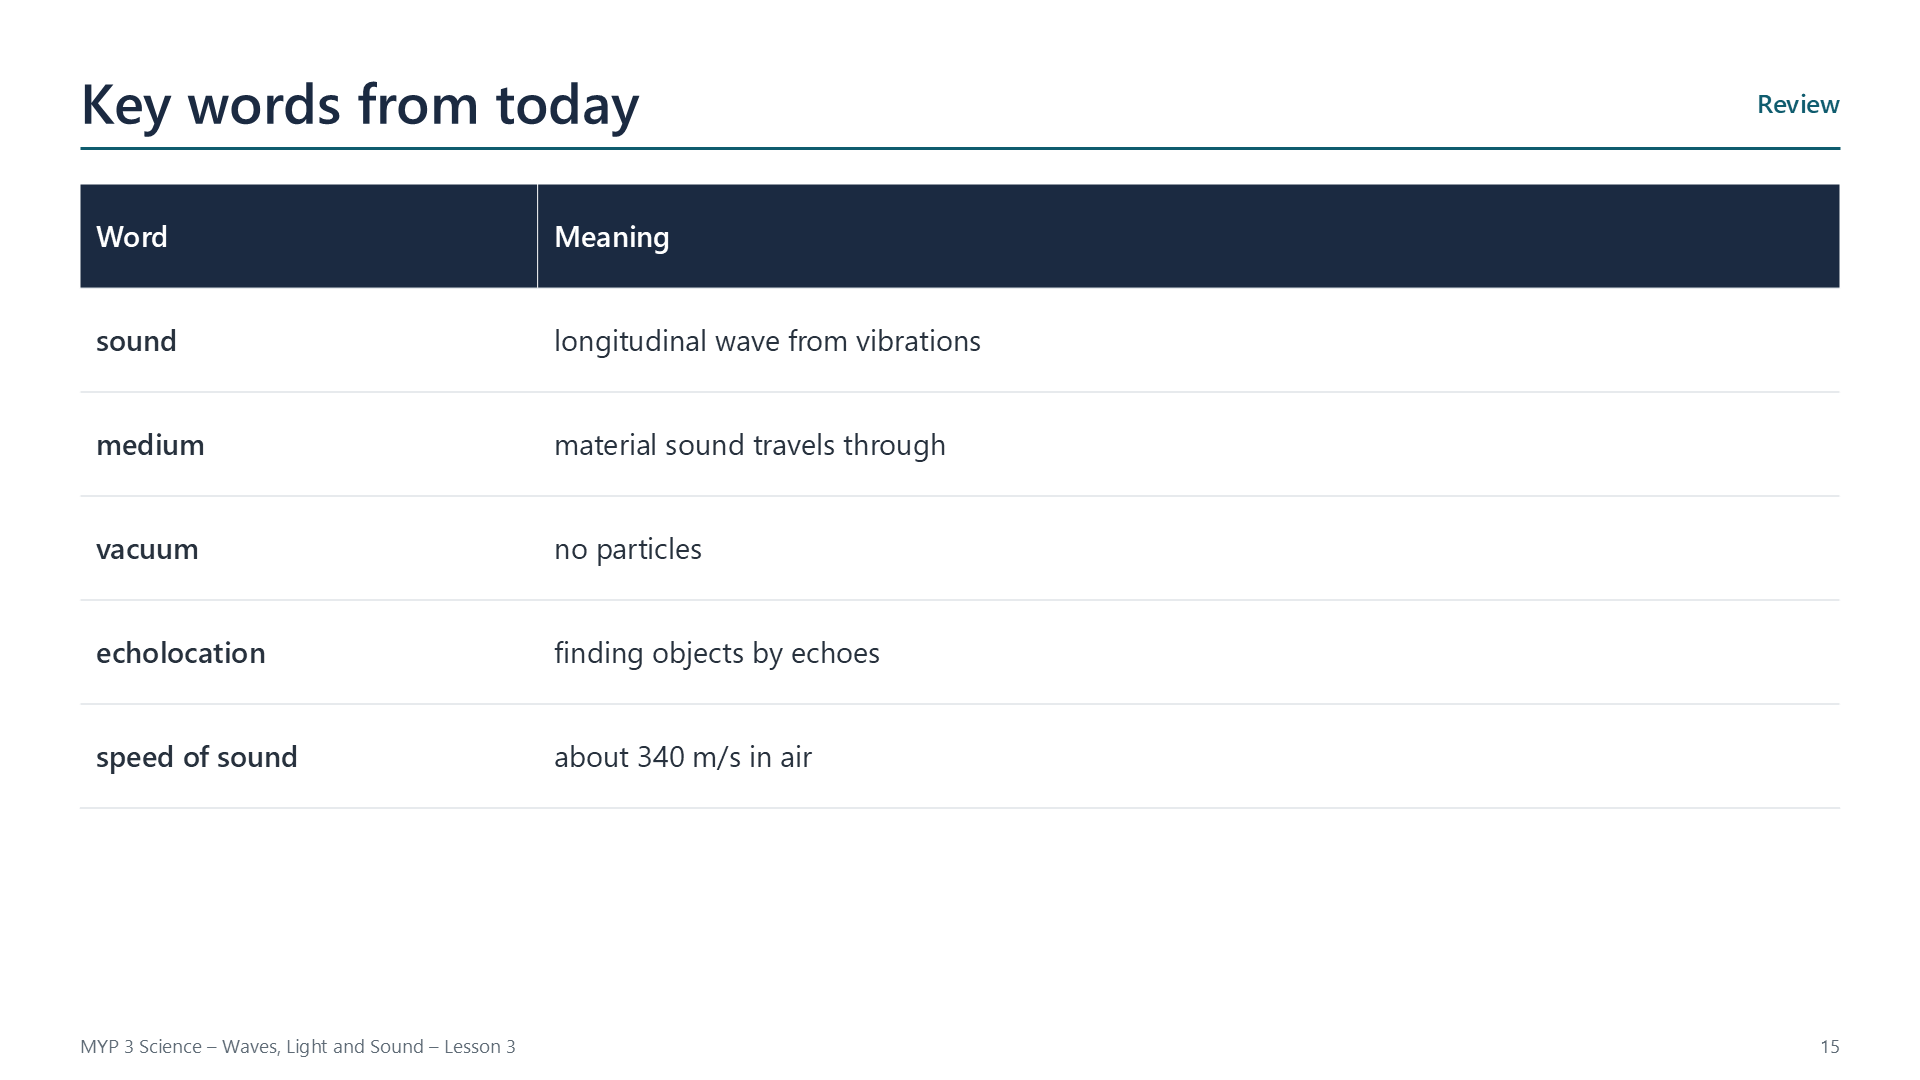 Key words from today
Review
Word Meaning
sound longitudinal wave from vibrations
medium material sound travels through
vacuum no particles
echolocation finding objects by echoes
speed of sound about 340 m/s in air
MYP 3 Science – Waves, Light and Sound – Lesson 3
15